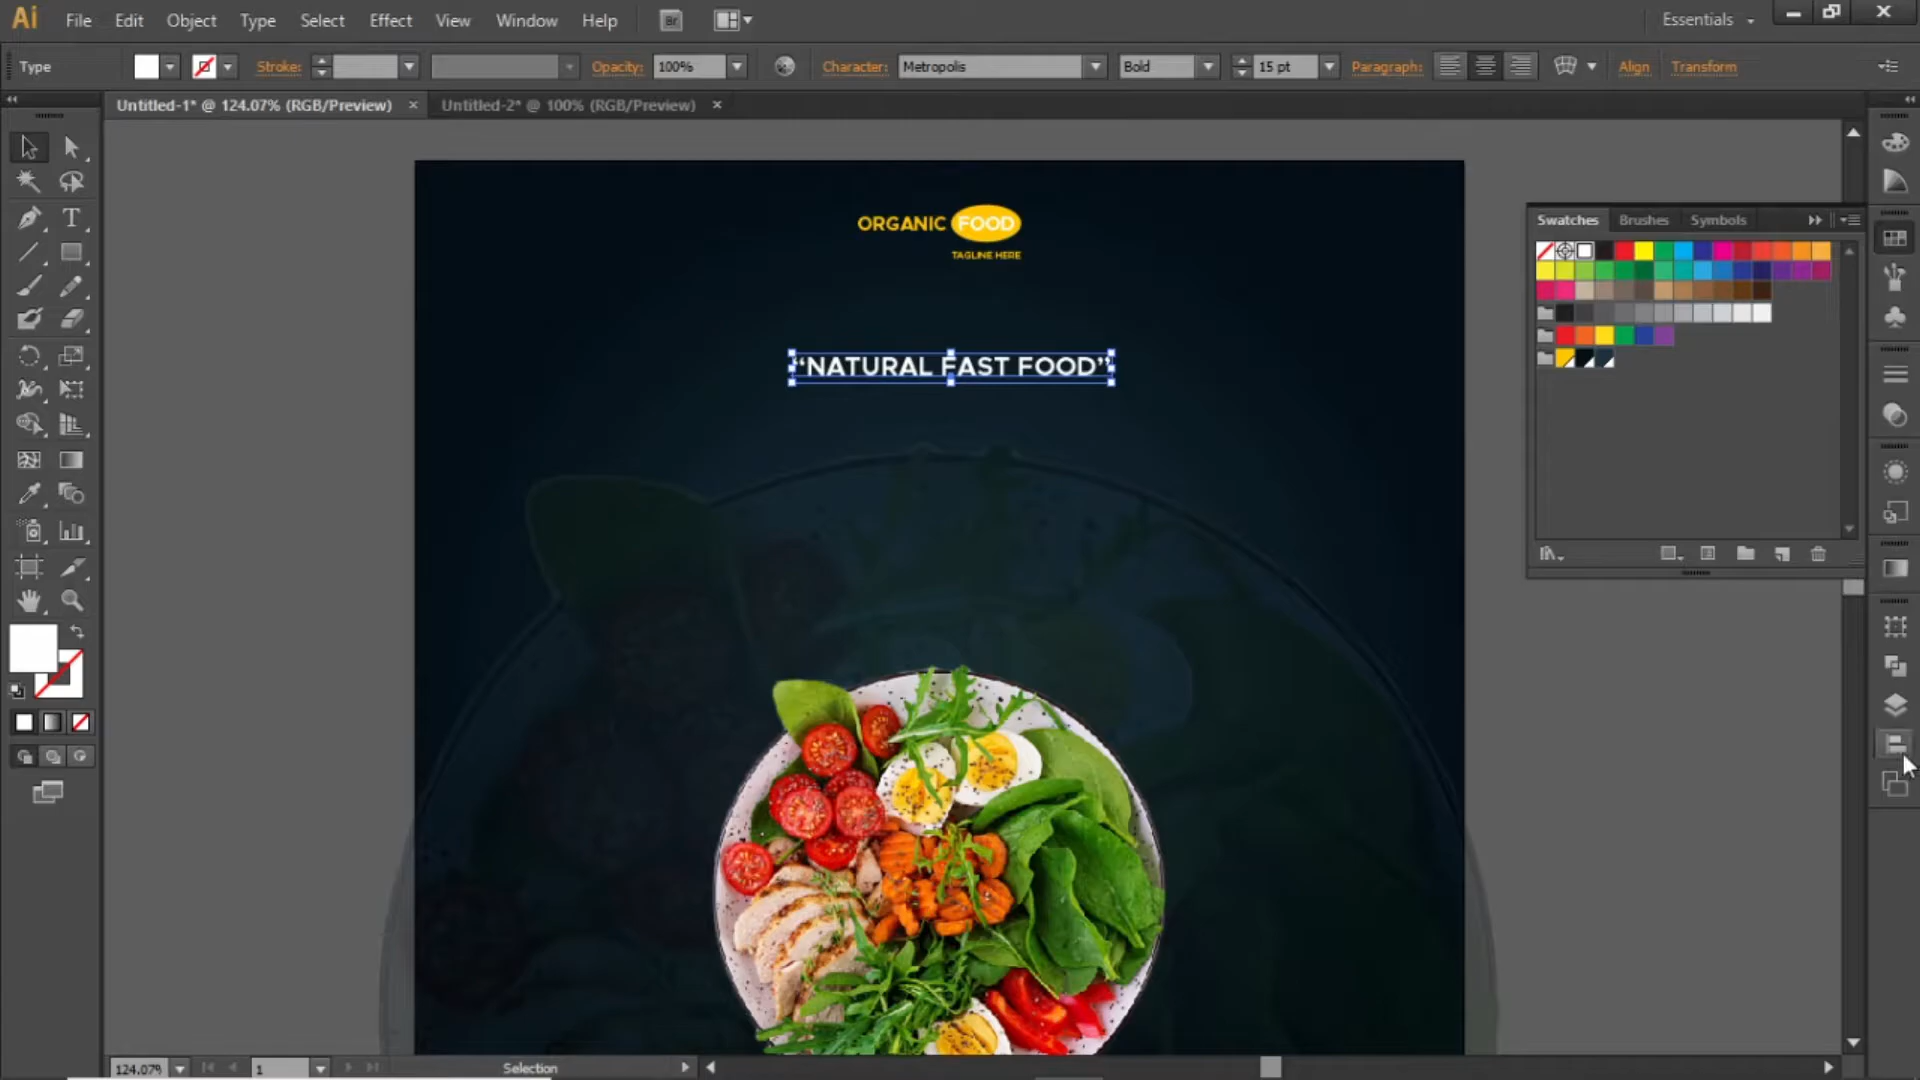 Ai File Edit Object Type Select Effect View Window Help Br Essentials
Type Stroke: Opacity: 100% Character: Metropolis Bold 15 pt Paragraph: Align Transform
Untitled-1* @ 124.07% (RGB/Preview) × Untitled-2* @ 100% (RGB/Preview) ×
ORGANIC FOOD
TAGLINE HERE
“NATURAL FAST FOOD”
Swatches Brushes Symbols
124.07% 1 Selection